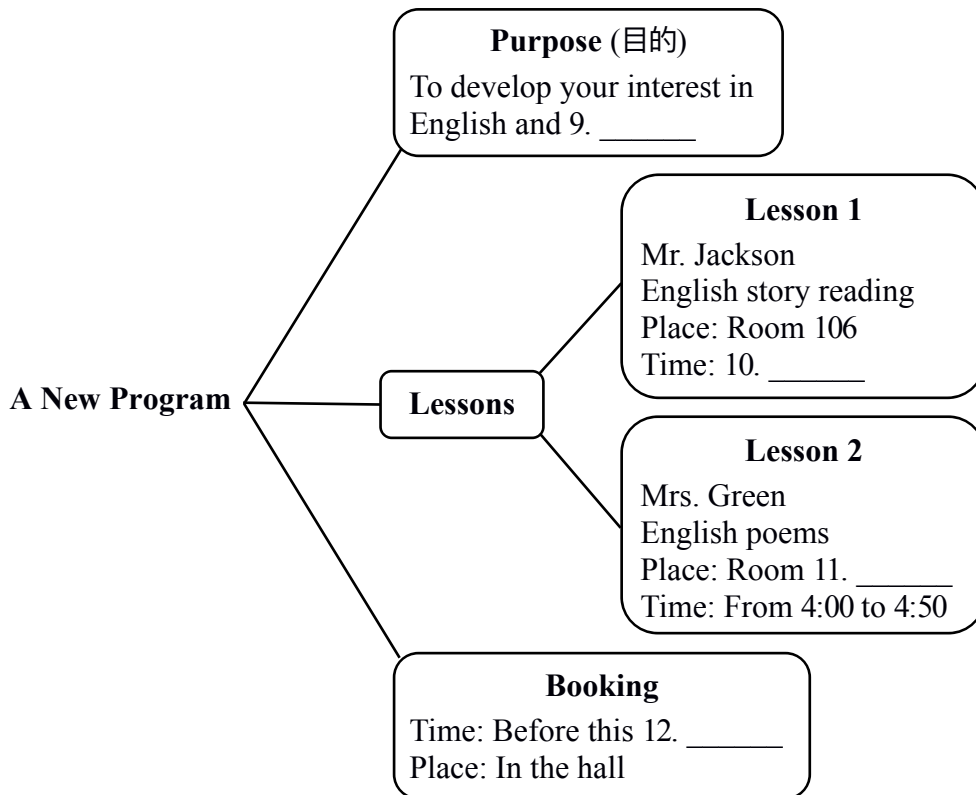 Purpose (目的)
To develop your interest in
English and 9. ______
Lesson 1
Mr. Jackson
English story reading
Place: Room 106
Time: 10. ______
A New Program
Lessons
Lesson 2
Mrs. Green
English poems
Place: Room 11. ______
Time: From 4:00 to 4:50
Booking
Time: Before this 12. ______
Place: In the hall